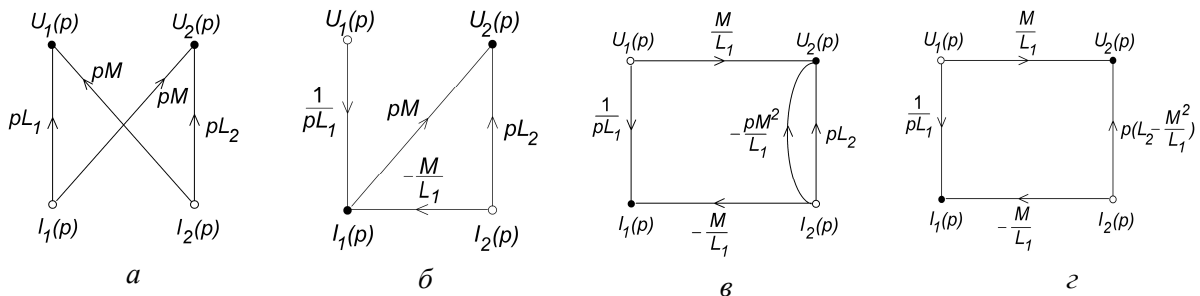 U₁(p) U₂(p)
pM
pM
pL₁ pL₂
I₁(p) I₂(p)
а
U₁(p) U₂(p)
1/pL₁ pM
pL₂
-M/L₁
I₁(p) I₂(p)
б
M/L₁
U₁(p) U₂(p)
1/pL₁ -pM²/L₁ pL₂
I₁(p) I₂(p)
-M/L₁
в
M/L₁
U₁(p) U₂(p)
1/pL₁ p(L₂-M²/L₁)
I₁(p) I₂(p)
-M/L₁
г